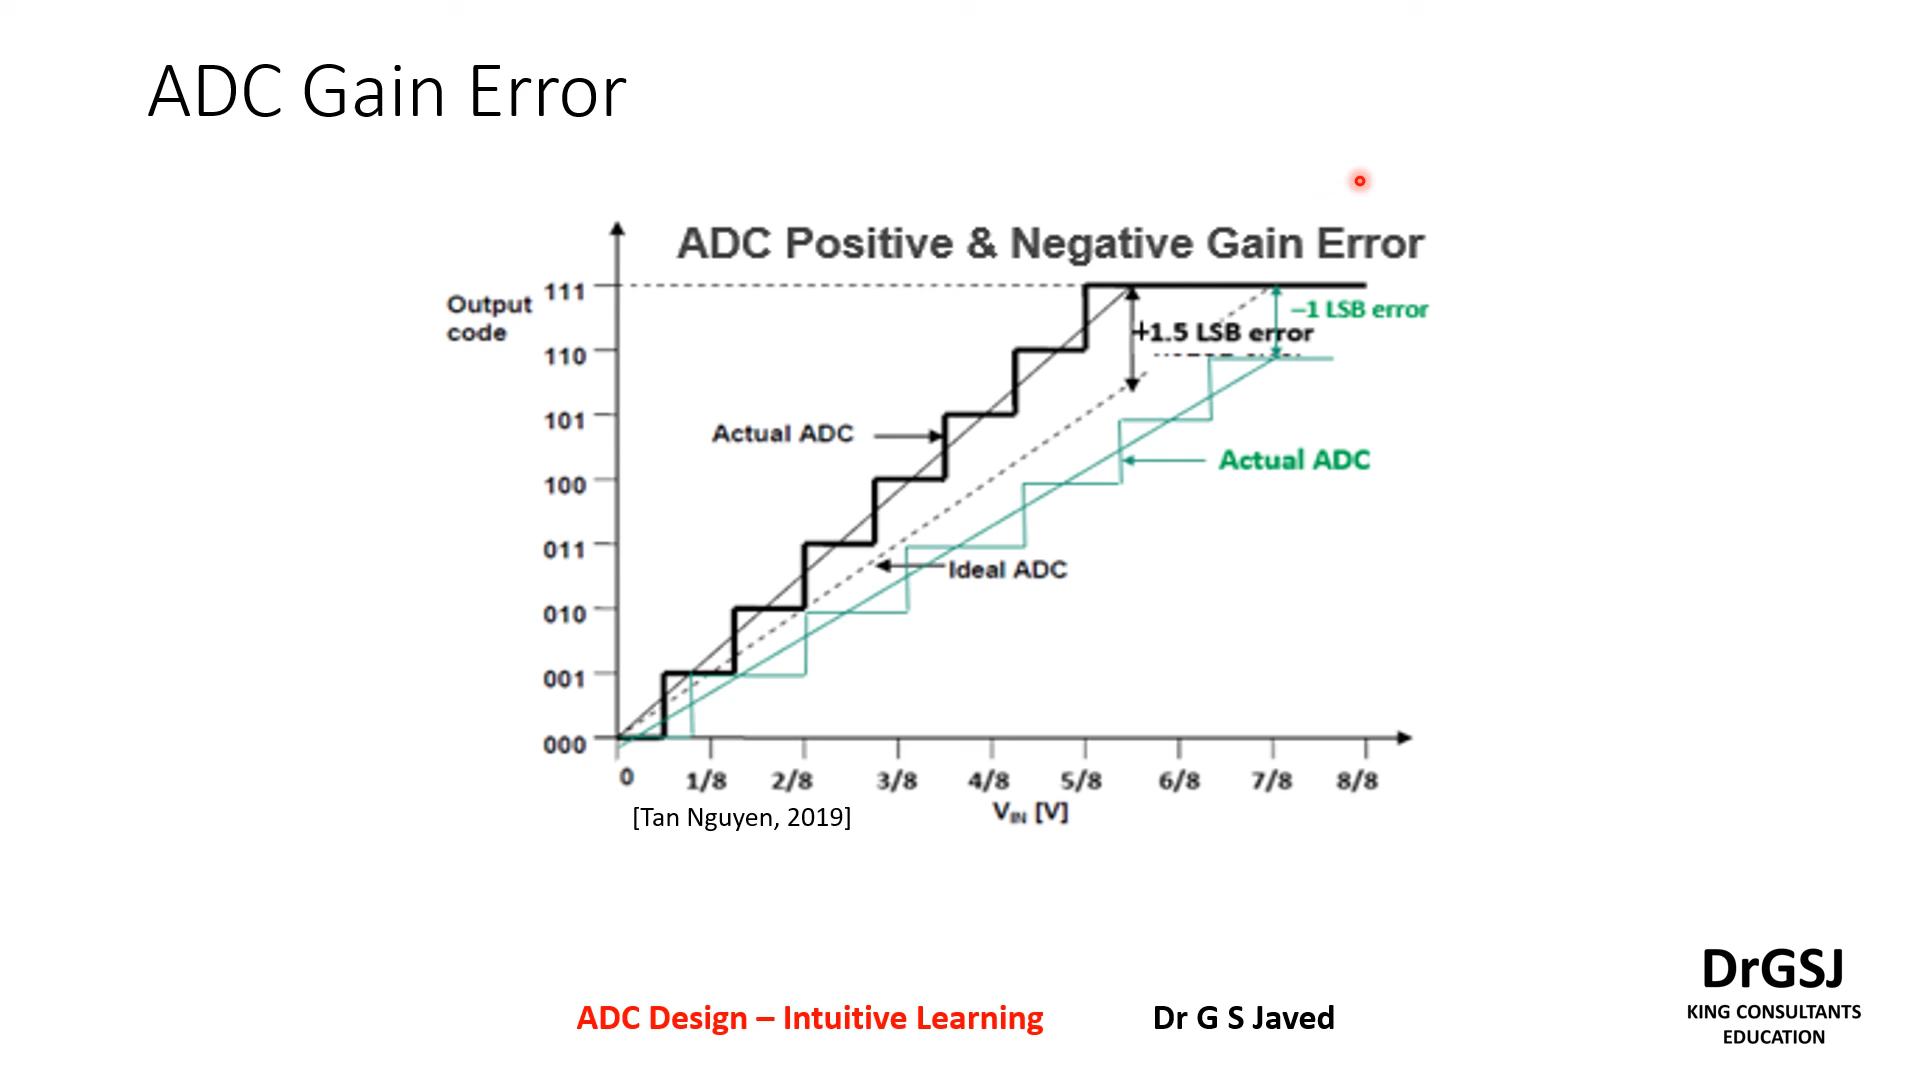 ADC Gain Error
ADC Positive & Negative Gain Error
Output
code
111
110
101
100
011
010
001
000
–1 LSB error
+1.5 LSB error
Actual ADC
Actual ADC
Ideal ADC
0 1/8 2/8 3/8 4/8 5/8 6/8 7/8 8/8
VIN [V]
[Tan Nguyen, 2019]
ADC Design – Intuitive Learning
Dr G S Javed
DrGSJ
KING CONSULTANTS
EDUCATION